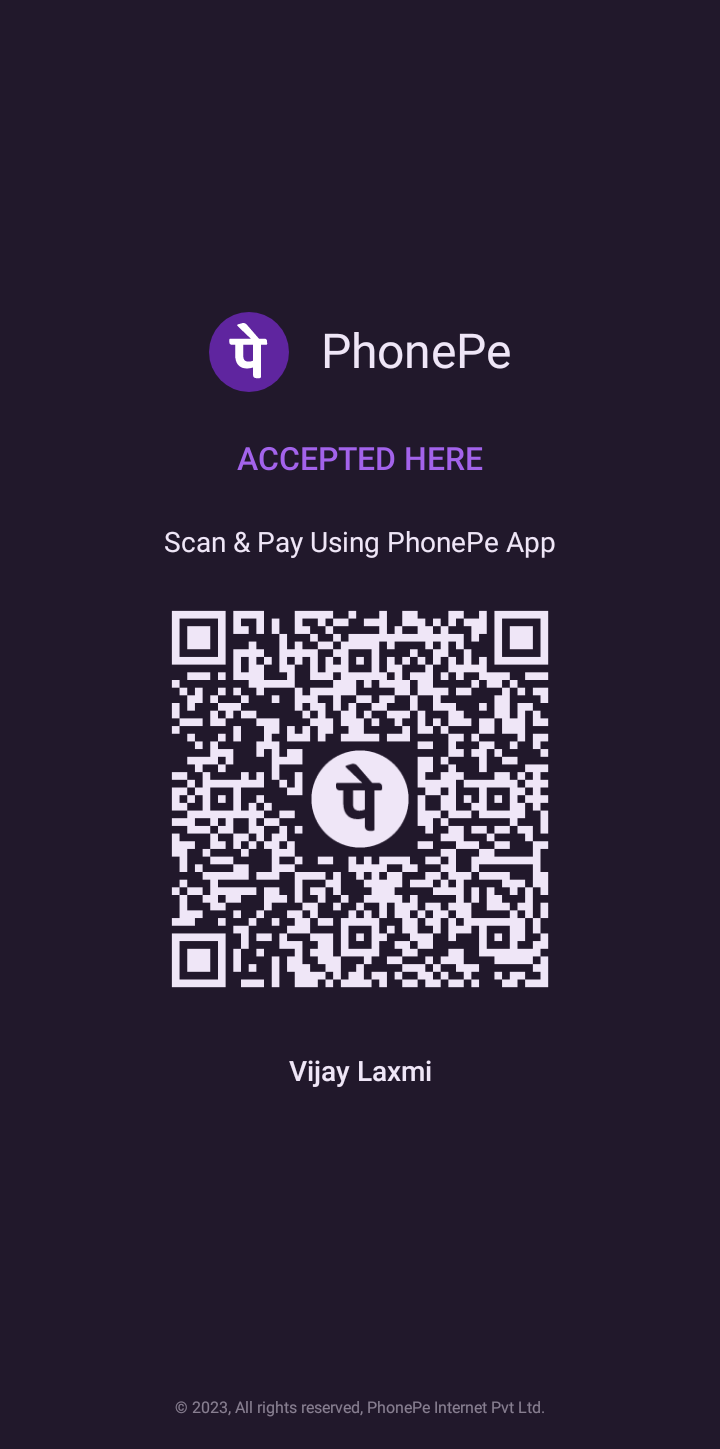 पे PhonePe
ACCEPTED HERE
Scan & Pay Using PhonePe App
पे
Vijay Laxmi
© 2023, All rights reserved, PhonePe Internet Pvt Ltd.